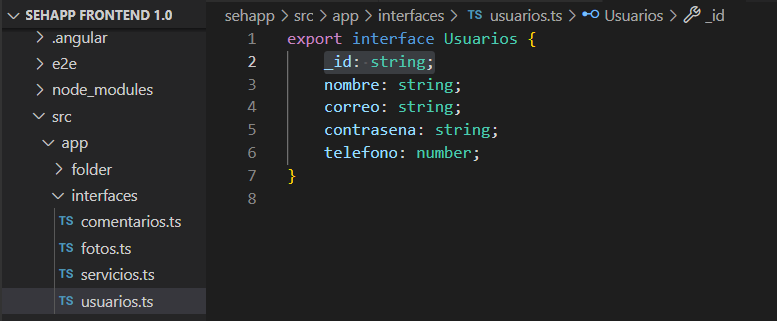 SEHAPP FRONTEND 1.0
.angular
e2e
node_modules
src
app
folder
interfaces
TS comentarios.ts
TS fotos.ts
TS servicios.ts
TS usuarios.ts
sehapp > src > app > interfaces > TS usuarios.ts > Usuarios > _id
1 export interface Usuarios {
2 _id: string;
3 nombre: string;
4 correo: string;
5 contrasena: string;
6 telefono: number;
7 }
8